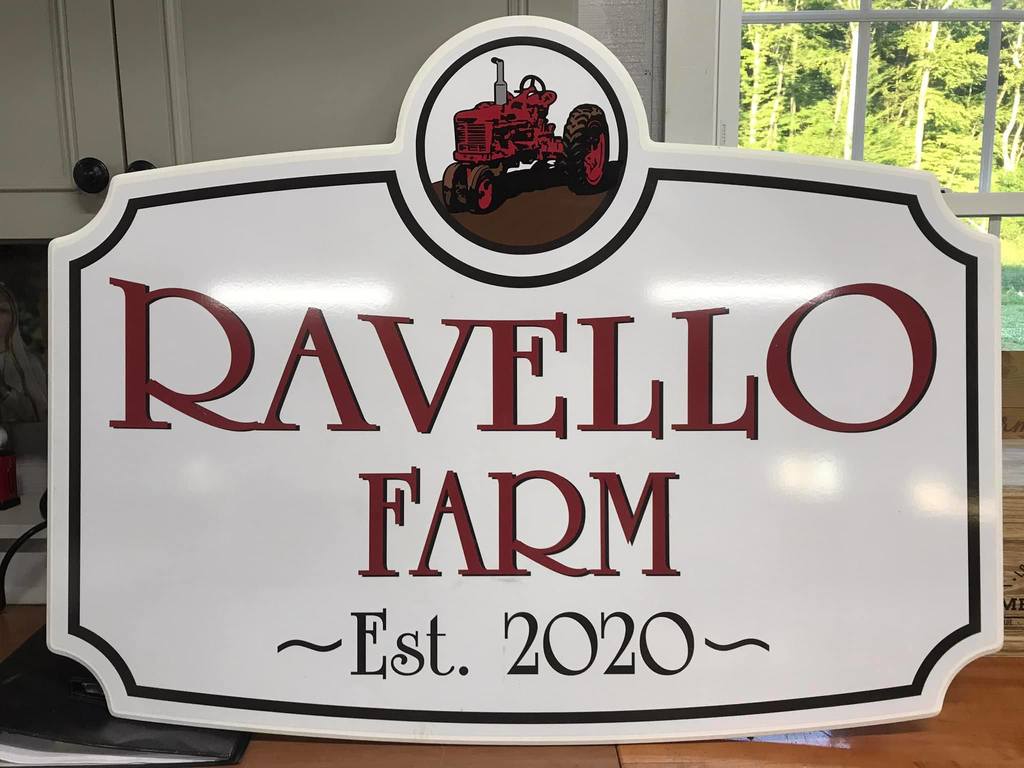 RAVELLO
FARM
~Est. 2020~